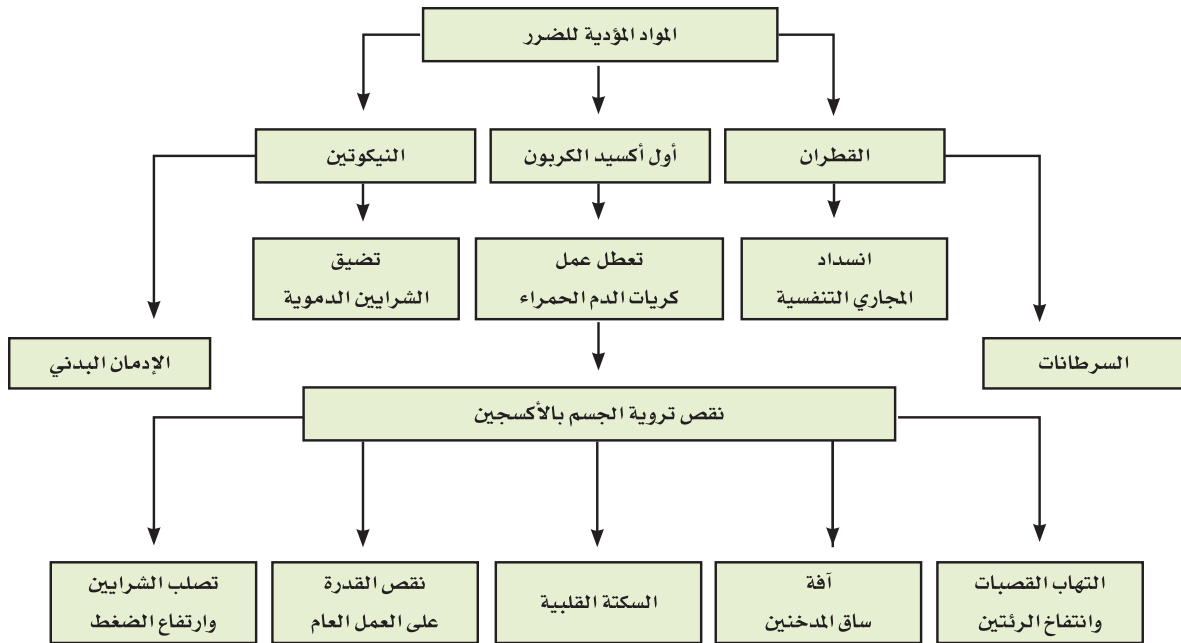 المواد المؤدية للضرر
القطران
أول أكسيد الكربون
النيكوتين
انسداد
المجاري التنفسية
تعطل عمل
كريات الدم الحمراء
تضيق
الشرايين الدموية
السرطانات
الإدمان البدني
نقص تروية الجسم بالأكسجين
التهاب القصبات
وانتفاخ الرئتين
آفة
ساق المدخنين
السكتة القلبية
نقص القدرة
على العمل العام
تصلب الشرايين
وارتفاع الضغط